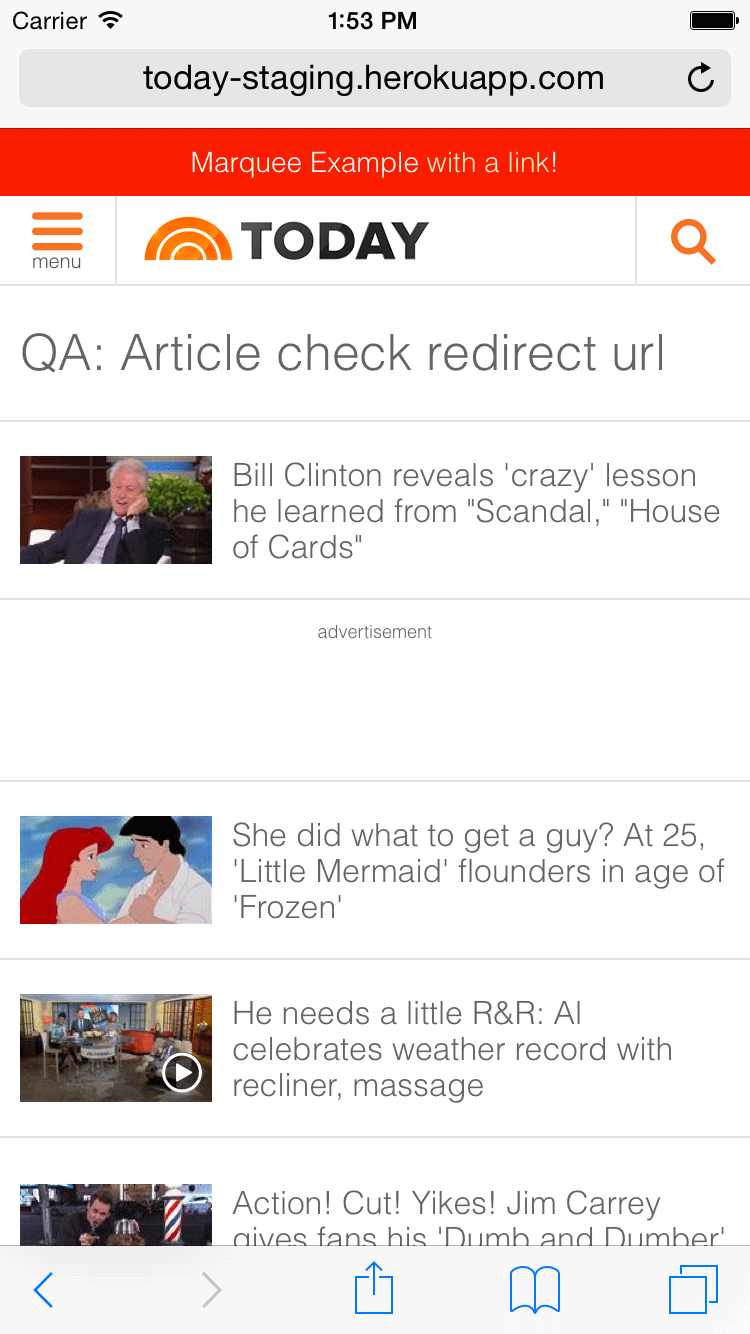 Carrier 1:53 PM
today-staging.herokuapp.com
Marquee Example with a link!
menu TODAY
QA: Article check redirect url
Bill Clinton reveals 'crazy' lesson
he learned from "Scandal," "House
of Cards"
advertisement
She did what to get a guy? At 25,
'Little Mermaid' flounders in age of
'Frozen'
He needs a little R&R: Al
celebrates weather record with
recliner, massage
Action! Cut! Yikes! Jim Carrey
gives fans his 'Dumb and Dumber'